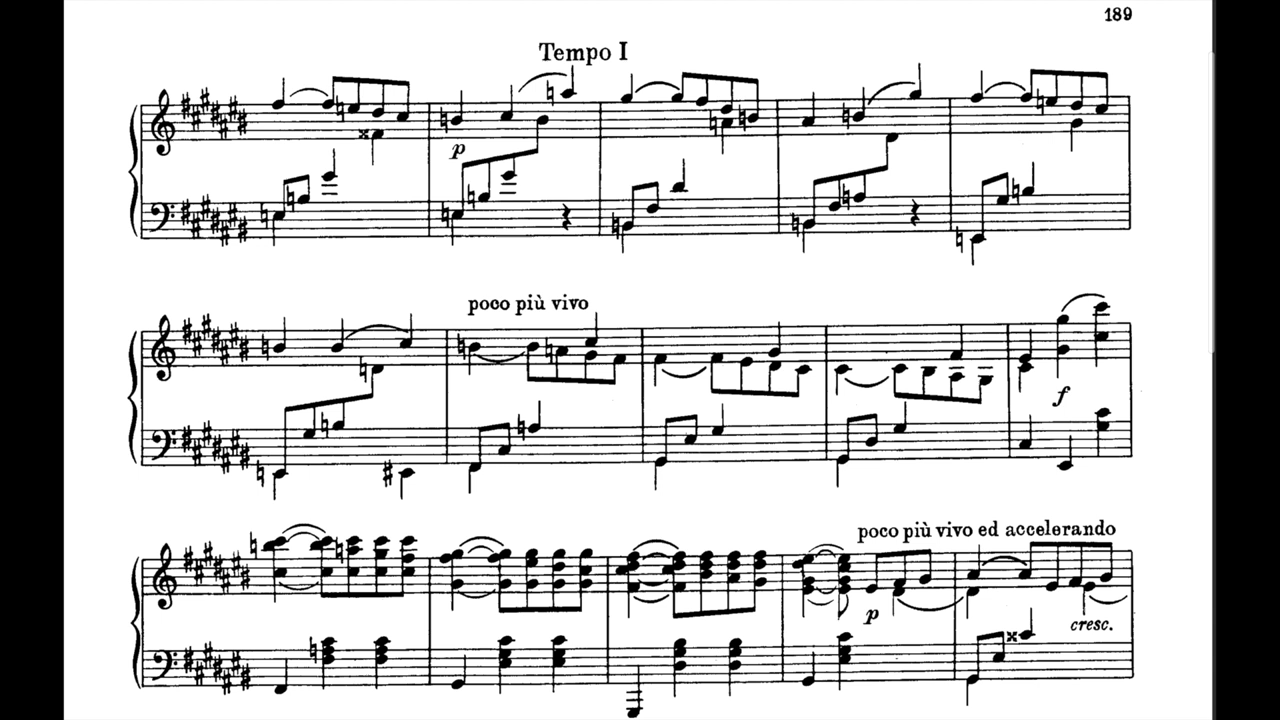 189
Tempo I
p
poco più vivo
f
poco più vivo ed accelerando
p
cresc.